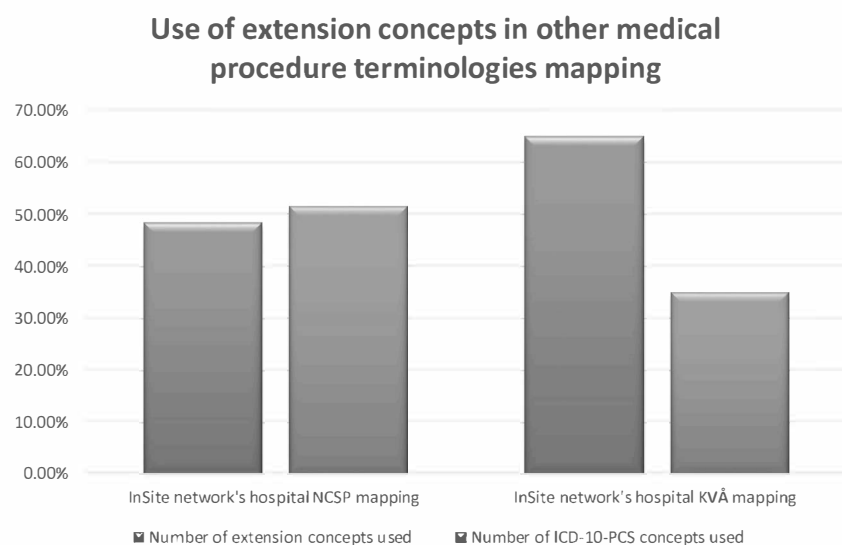 Use of extension concepts in other medical
procedure terminologies mapping
70.00%
60.00%
50.00%
40.00%
30.00%
20.00%
10.00%
0.00%
InSite network's hospital NCSP mapping
InSite network's hospital KVÅ mapping
Number of extension concepts used
Number of ICD-10-PCS concepts used